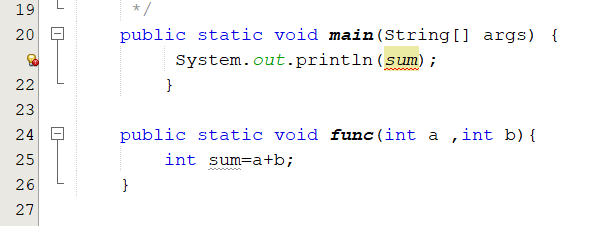 19 */
20 public static void main(String[] args) {
System.out.println(sum);
22 }
23
24 public static void func(int a ,int b){
25 int sum=a+b;
26 }
27